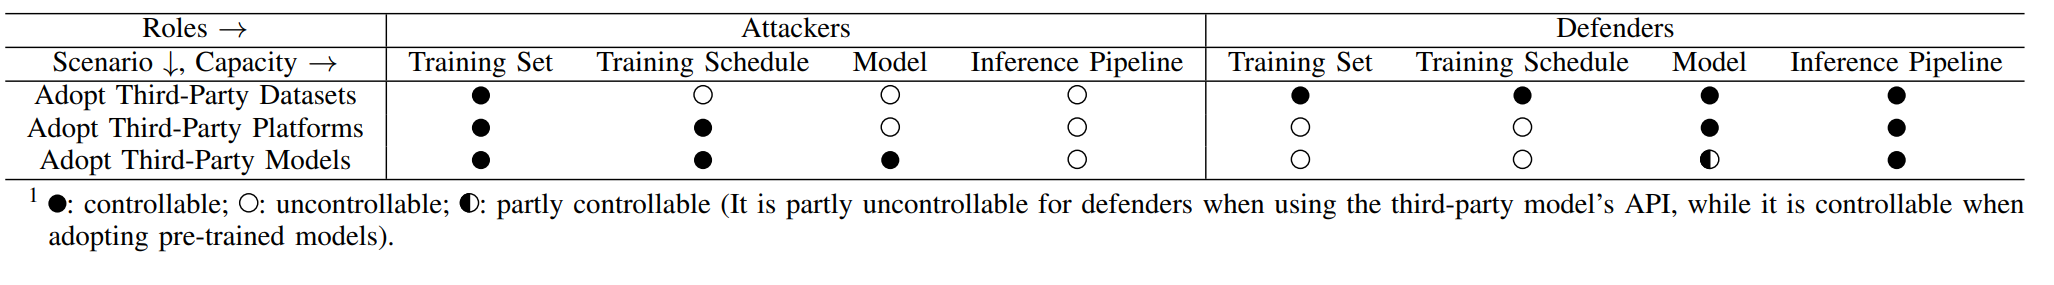 Roles → Attackers Defenders
Scenario ↓, Capacity → Training Set Training Schedule Model Inference Pipeline Training Set Training Schedule Model Inference Pipeline
Adopt Third-Party Datasets ● ○ ○ ○ ● ● ● ●
Adopt Third-Party Platforms ● ● ○ ○ ○ ○ ● ●
Adopt Third-Party Models ● ● ● ○ ○ ○ ◐ ●
1 ●: controllable; ○: uncontrollable; ◐: partly controllable (It is partly uncontrollable for defenders when using the third-party model's API, while it is controllable when
adopting pre-trained models).